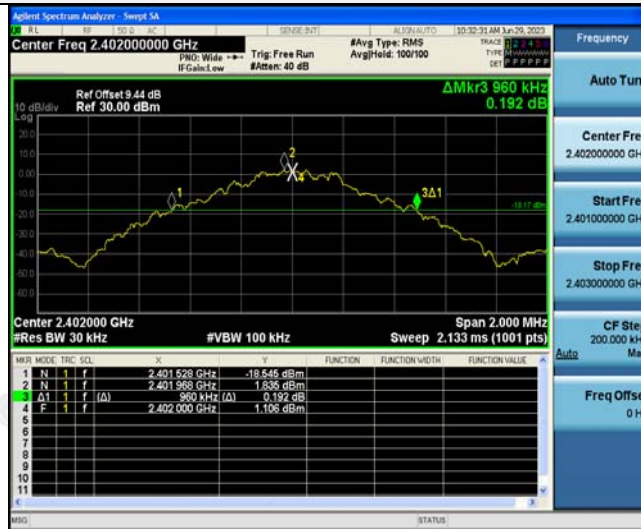 Agilent Spectrum Analyzer - Swept SA
RL RF 50 Ω AC SENSE:INT ALIGN AUTO 10:32:31 AM Jun 29, 2023
Center Freq 2.402000000 GHz
PNO: Wide
IFGain:Low
Trig: Free Run
#Atten: 40 dB
#Avg Type: RMS
Avg|Hold: 100/100
TRACE 1 2 3 4 5 6
TYPE M
DET P P P P P P
Ref Offset 9.44 dB
Ref 30.00 dBm
10 dB/div
Log
ΔMkr3 960 kHz
0.192 dB
20.0
10.0
0.00
-10.0
-20.0
-30.0
-40.0
-50.0
-60.0
1
2
4
3Δ1
-18.17 dBm
Center 2.402000 GHz
#Res BW 30 kHz
#VBW 100 kHz
Span 2.000 MHz
Sweep 2.133 ms (1001 pts)
MKR MODE TRC SCL X Y FUNCTION FUNCTION WIDTH FUNCTION VALUE
1 N 1 f 2.401 528 GHz -18.545 dBm
2 N 1 f 2.401 968 GHz 1.835 dBm
3 Δ1 1 f (Δ) 960 kHz (Δ) 0.192 dB
4 F 1 f 2.402 000 GHz 1.106 dBm
5
6
7
8
9
10
11
MSG STATUS
Frequency
Auto Tun
Center Fre
2.402000000 GH
Start Fre
2.401000000 GH
Stop Fre
2.403000000 GH
CF Ste
200.000 kH
Auto Ma
Freq Offse
0 H